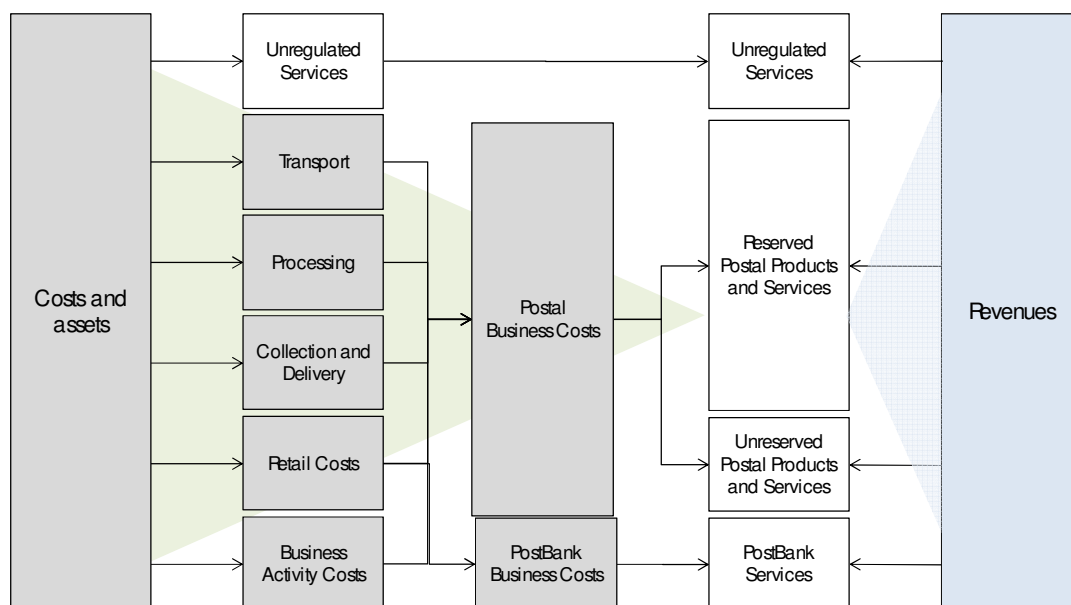 Costs and
assets
Unregulated
Services
Transport
Processing
Collection and
Delivery
Retail Costs
Business
Activity Costs
Postal
Business Costs
PostBank
Business Costs
Unregulated
Services
Reserved
Postal Products
and Services
Unreserved
Postal Products
and Services
PostBank
Services
Revenues